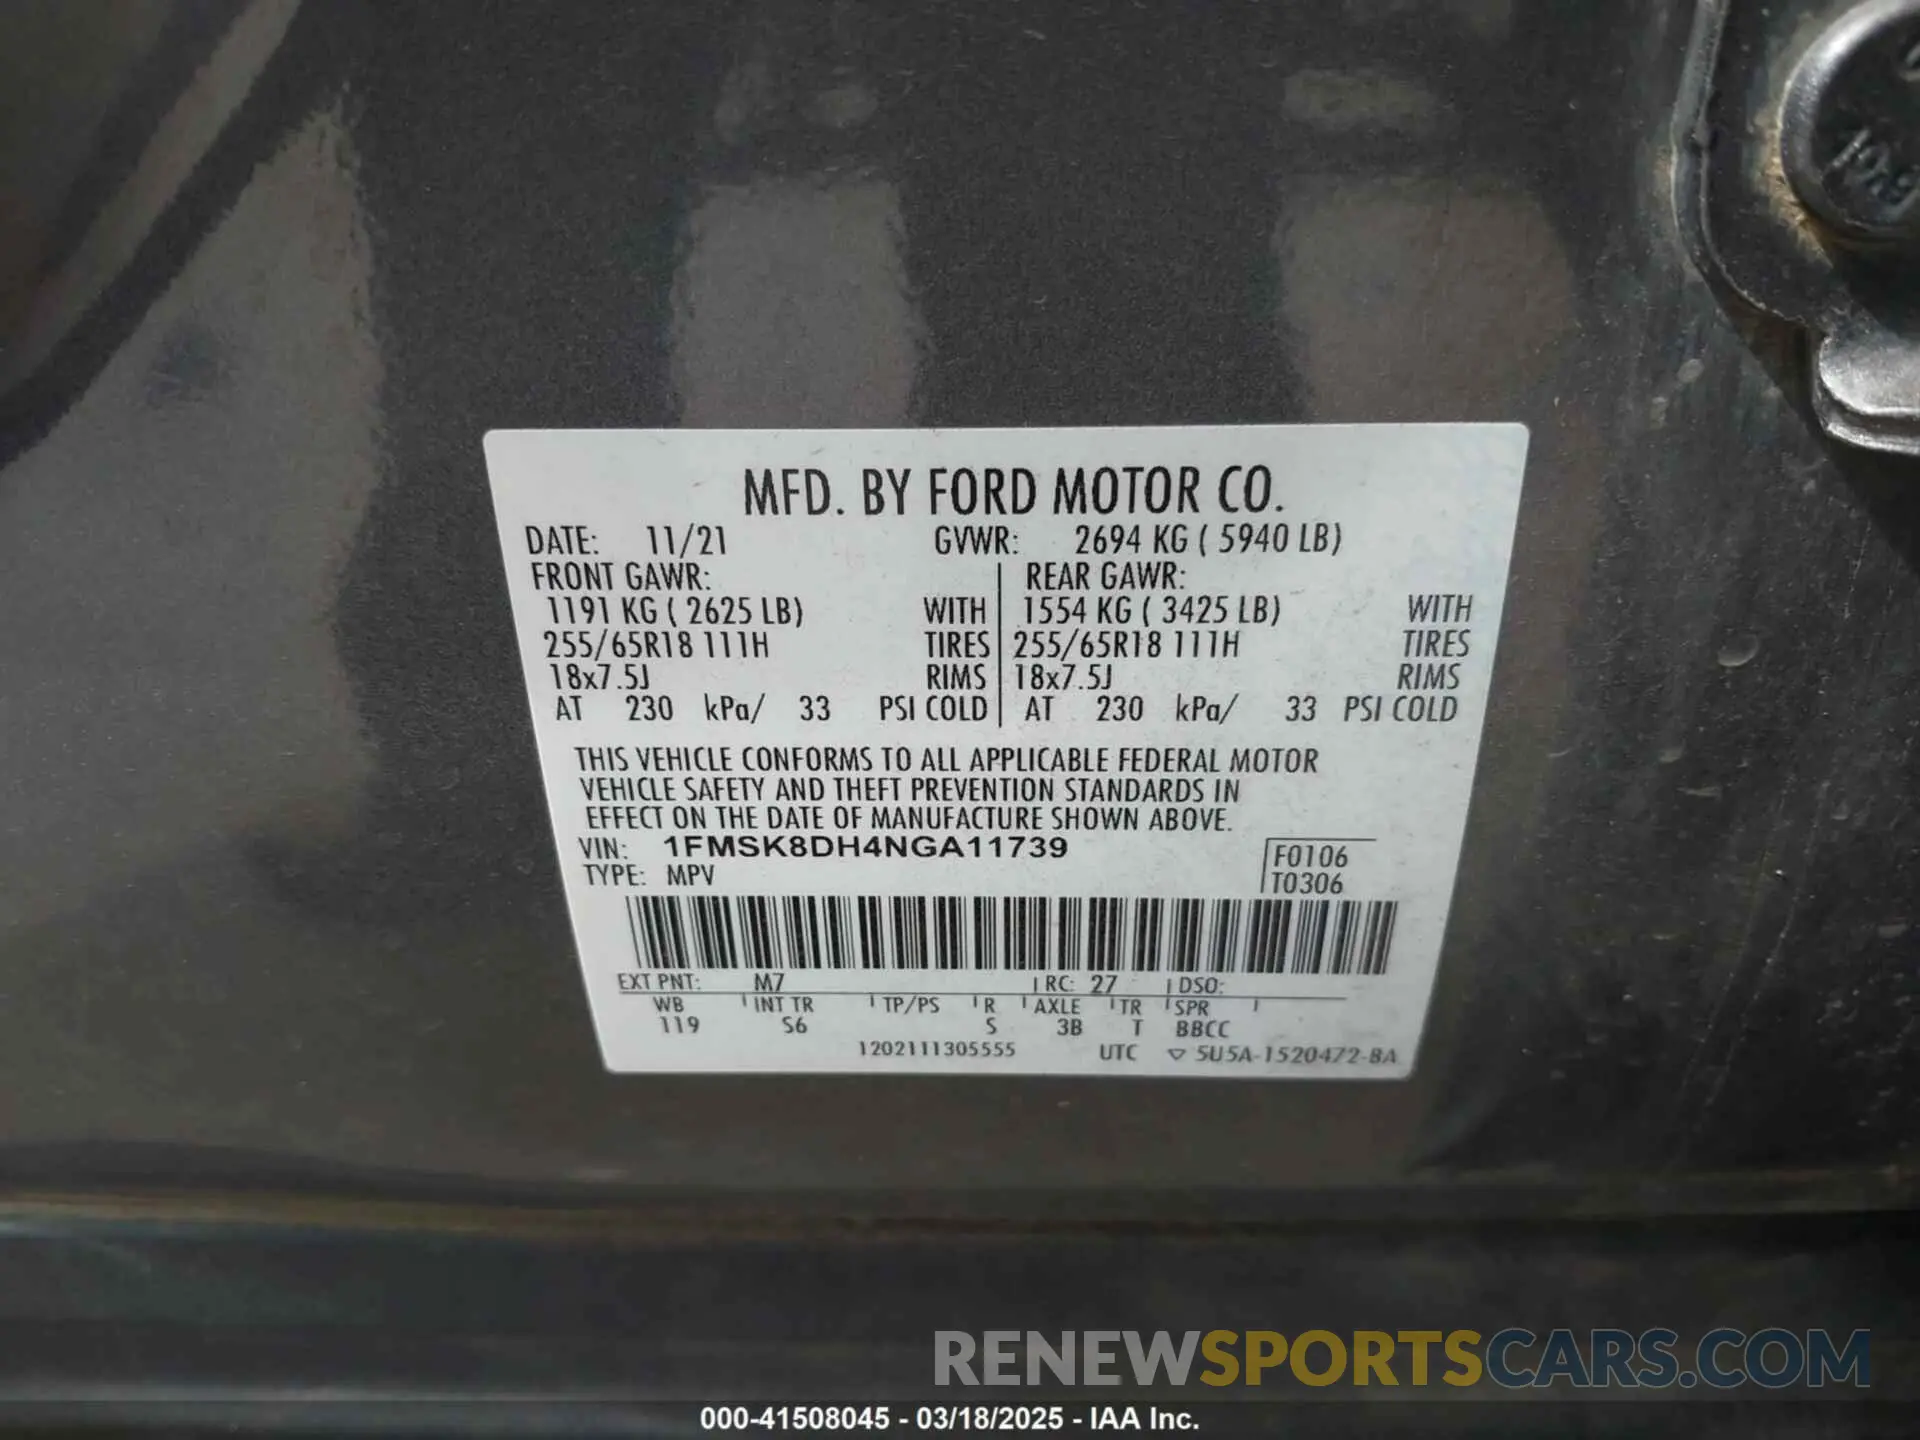 MFD. BY FORD MOTOR CO.
DATE: 11/21 GVWR: 2694 KG ( 5940 LB)
FRONT GAWR: REAR GAWR:
1191 KG ( 2625 LB) WITH 1554 KG ( 3425 LB) WITH
255/65R18 111H TIRES 255/65R18 111H TIRES
18x7.5J RIMS 18x7.5J RIMS
AT 230 kPa/ 33 PSI COLD AT 230 kPa/ 33 PSI COLD
THIS VEHICLE CONFORMS TO ALL APPLICABLE FEDERAL MOTOR
VEHICLE SAFETY AND THEFT PREVENTION STANDARDS IN
EFFECT ON THE DATE OF MANUFACTURE SHOWN ABOVE.
VIN: 1FMSK8DH4NGA11739 F0106
TYPE: MPV T0306
EXT PNT: M7 RC: 27 DSO:
WB INT TR TP/PS R AXLE TR SPR
119 S6 S 3B T BBCC
1202111305555 UTC ▽ 5U5A-1520472-BA
RENEWSPORTSCARS.COM
000-41508045 - 03/18/2025 - IAA Inc.